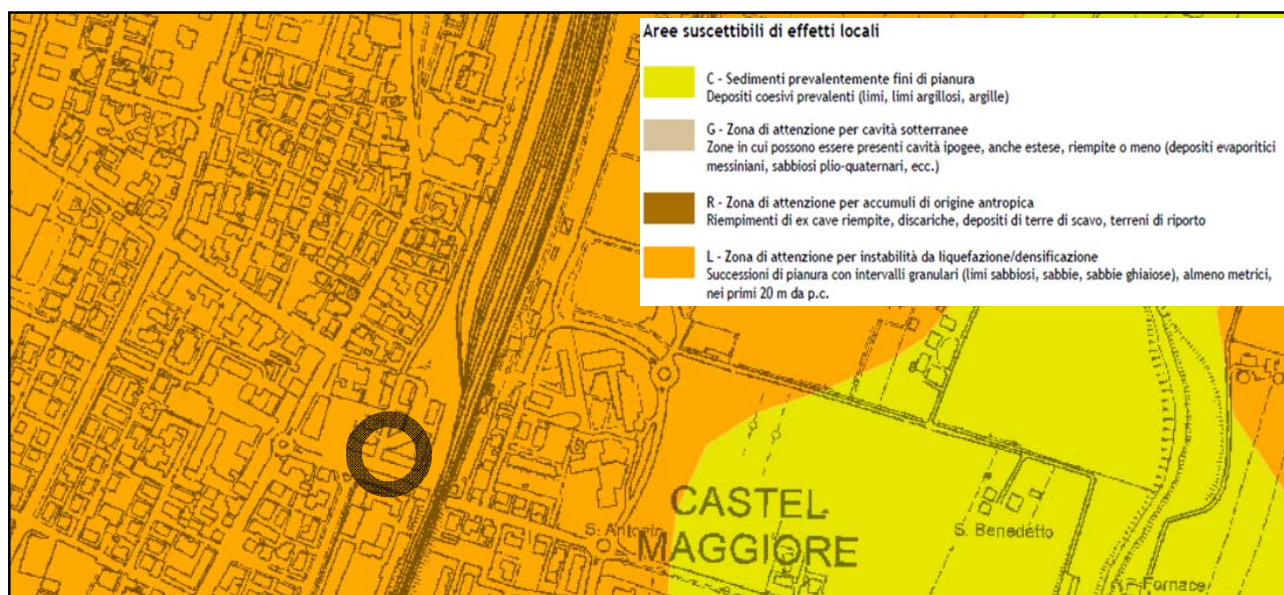 Aree suscettibili di effetti locali
C - Sedimenti prevalentemente fini di pianura
Depositi coesivi prevalenti (limi, limi argillosi, argille)
G - Zona di attenzione per cavità sotterranee
Zone in cui possono essere presenti cavità ipogee, anche estese, riempite o meno (depositi evaporitici
messiniani, sabbiosi plio-quaternari, ecc.)
R - Zona di attenzione per accumuli di origine antropica
Riempimenti di ex cave riempite, discariche, depositi di terre di scavo, terreni di riporto
L - Zona di attenzione per instabilità da liquefazione/densificazione
Successioni di pianura con intervalli granulari (limi sabbiosi, sabbie, sabbie ghiaiose), almeno metrici,
nei primi 20 m da p.c.
CASTEL
S. Antonio
MAGGIORE
S. Benedetto
Fornace